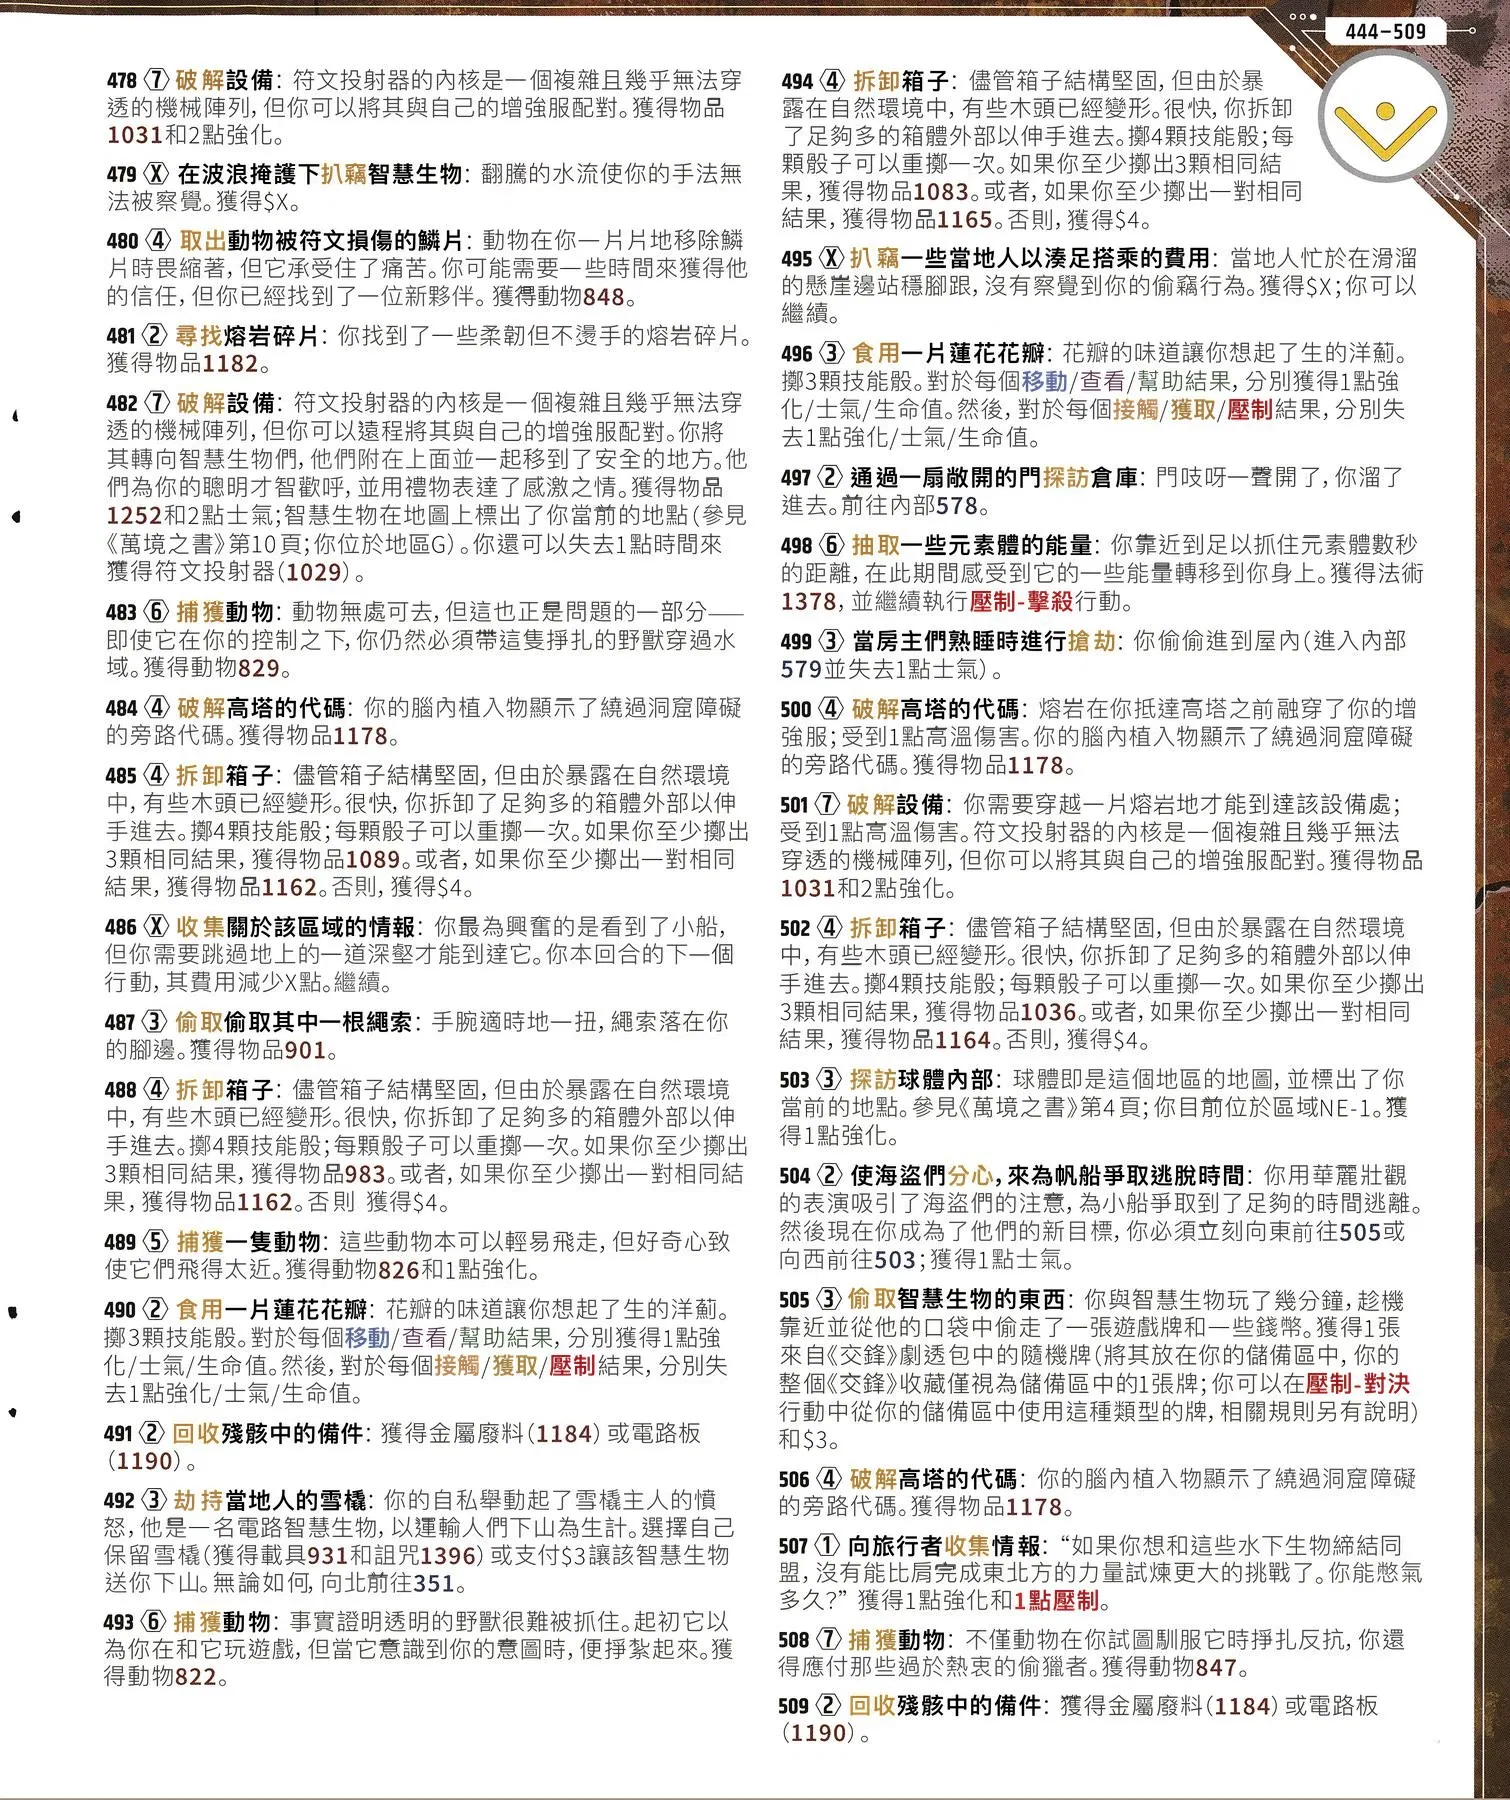 444–509
478 7 破解設備：符文投射器的內核是一個複雜且幾乎無法穿
透的機械陣列，但你可以將其與自己的增強服配對。獲得物品
1031和2點強化。
479 X 在波浪掩護下扒竊智慧生物：翻騰的水流使你的手法無
法被察覺。獲得$X。
480 4 取出動物被符文損傷的鱗片：動物在你一片片地移除鱗
片時畏縮著，但它承受住了痛苦。你可能需要一些時間來獲得他
的信任，但你已經找到了一位新夥伴。獲得動物848。
481 2 尋找熔岩碎片：你找到了一些柔韌但不燙手的熔岩碎片。
獲得物品1182。
482 7 破解設備：符文投射器的內核是一個複雜且幾乎無法穿
透的機械陣列，但你可以遠程將其與自己的增強服配對。你將
其轉向智慧生物們，他們附在上面並一起移到了安全的地方。他
們為你的聰明才智歡呼，並用禮物表達了感激之情。獲得物品
1252和2點士氣；智慧生物在地圖上標出了你當前的地點（參見
《萬境之書》第10頁；你位於地區G）。你還可以失去1點時間來
獲得符文投射器（1029）。
483 6 捕獲動物：動物無處可去，但這也正是問題的一部分——
即使它在你的控制之下，你仍然必須帶這隻掙扎的野獸穿過水
域。獲得動物829。
484 4 破解高塔的代碼：你的腦內植入物顯示了繞過洞窟障礙
的旁路代碼。獲得物品1178。
485 4 拆卸箱子：儘管箱子結構堅固，但由於暴露在自然環境
中，有些木頭已經變形。很快，你拆卸了足夠多的箱體外部以伸
手進去。擲4顆技能骰；每顆骰子可以重擲一次。如果你至少擲出
3顆相同結果，獲得物品1089。或者，如果你至少擲出一對相同
結果，獲得物品1162。否則，獲得$4。
486 X 收集關於該區域的情報：你最為興奮的是看到了小船，
但你需要跳過地上的一道深壑才能到達它。你本回合的下一個
行動，其費用減少X點。繼續。
487 3 偷取偷取其中一根繩索：手腕適時地一扭，繩索落在你
的腳邊。獲得物品901。
488 4 拆卸箱子：儘管箱子結構堅固，但由於暴露在自然環境
中，有些木頭已經變形。很快，你拆卸了足夠多的箱體外部以伸
手進去。擲4顆技能骰；每顆骰子可以重擲一次。如果你至少擲出
3顆相同結果，獲得物品983。或者，如果你至少擲出一對相同結
果，獲得物品1162。否則 獲得$4。
489 5 捕獲一隻動物：這些動物本可以輕易飛走，但好奇心致
使它們飛得太近。獲得動物826和1點強化。
490 2 食用一片蓮花花瓣：花瓣的味道讓你想起了生的洋薊。
擲3顆技能骰。對於每個移動/查看/幫助結果，分別獲得1點強
化/士氣/生命值。然後，對於每個接觸/獲取/壓制結果，分別失
去1點強化/士氣/生命值。
491 2 回收殘骸中的備件：獲得金屬廢料（1184）或電路板
（1190）。
492 3 劫持當地人的雪橇：你的自私舉動起了雪橇主人的憤
怒，他是一名電路智慧生物，以運輸人們下山為生計。選擇自己
保留雪橇（獲得載具931和詛咒1396）或支付$3讓該智慧生物
送你下山。無論如何，向北前往351。
493 6 捕獲動物：事實證明透明的野獸很難被抓住。起初它以
為你在和它玩遊戲，但當它意識到你的意圖時，便掙紮起來。獲
得動物822。
494 4 拆卸箱子：儘管箱子結構堅固，但由於暴
露在自然環境中，有些木頭已經變形。很快，你拆卸
了足夠多的箱體外部以伸手進去。擲4顆技能骰；每
顆骰子可以重擲一次。如果你至少擲出3顆相同結
果，獲得物品1083。或者，如果你至少擲出一對相同
結果，獲得物品1165。否則，獲得$4。
495 X 扒竊一些當地人以湊足搭乘的費用：當地人忙於在滑溜
的懸崖邊站穩腳跟，沒有察覺到你的偷竊行為。獲得$X；你可以
繼續。
496 3 食用一片蓮花花瓣：花瓣的味道讓你想起了生的洋薊。
擲3顆技能骰。對於每個移動/查看/幫助結果，分別獲得1點強
化/士氣/生命值。然後，對於每個接觸/獲取/壓制結果，分別失
去1點強化/士氣/生命值。
497 2 通過一扇敞開的門探訪倉庫：門吱呀一聲開了，你溜了
進去。前往內部578。
498 6 抽取一些元素體的能量：你靠近到足以抓住元素體數秒
的距離，在此期間感受到它的一些能量轉移到你身上。獲得法術
1378，並繼續執行壓制-擊殺行動。
499 3 當房主們熟睡時進行搶劫：你偷偷進到屋內（進入內部
579並失去1點士氣）。
500 4 破解高塔的代碼：熔岩在你抵達高塔之前融穿了你的增
強服；受到1點高溫傷害。你的腦內植入物顯示了繞過洞窟障礙
的旁路代碼。獲得物品1178。
501 7 破解設備：你需要穿越一片熔岩地才能到達該設備處；
受到1點高溫傷害。符文投射器的內核是一個複雜且幾乎無法
穿透的機械陣列，但你可以將其與自己的增強服配對。獲得物品
1031和2點強化。
502 4 拆卸箱子：儘管箱子結構堅固，但由於暴露在自然環境
中，有些木頭已經變形。很快，你拆卸了足夠多的箱體外部以伸
手進去。擲4顆技能骰；每顆骰子可以重擲一次。如果你至少擲出
3顆相同結果，獲得物品1036。或者，如果你至少擲出一對相同
結果，獲得物品1164。否則，獲得$4。
503 3 探訪球體內部：球體即是這個地區的地圖，並標出了你
當前的地點。參見《萬境之書》第4頁；你目前位於區域NE-1。獲
得1點強化。
504 2 使海盜們分心，來為帆船爭取逃脫時間：你用華麗壯觀
的表演吸引了海盜們的注意，為小船爭取到了足夠的時間逃離。
然後現在你成為了他們的新目標，你必須立刻向東前往505或
向西前往503；獲得1點士氣。
505 3 偷取智慧生物的東西：你與智慧生物玩了幾分鐘，趁機
靠近並從他的口袋中偷走了一張遊戲牌和一些錢幣。獲得1張
來自《交鋒》劇透包中的隨機牌（將其放在你的儲備區中，你的
整個《交鋒》收藏僅視為儲備區中的1張牌；你可以在壓制-對決
行動中從你的儲備區中使用這種類型的牌，相關規則另有說明）
和$3。
506 4 破解高塔的代碼：你的腦內植入物顯示了繞過洞窟障礙
的旁路代碼。獲得物品1178。
507 1 向旅行者收集情報：“如果你想和這些水下生物締結同
盟，沒有能比肩完成東北方的力量試煉更大的挑戰了。你能憋氣
多久？”獲得1點強化和1點壓制。
508 7 捕獲動物：不僅動物在你試圖馴服它時掙扎反抗，你還
得應付那些過於熱衷的偷獵者。獲得動物847。
509 2 回收殘骸中的備件：獲得金屬廢料（1184）或電路板
（1190）。